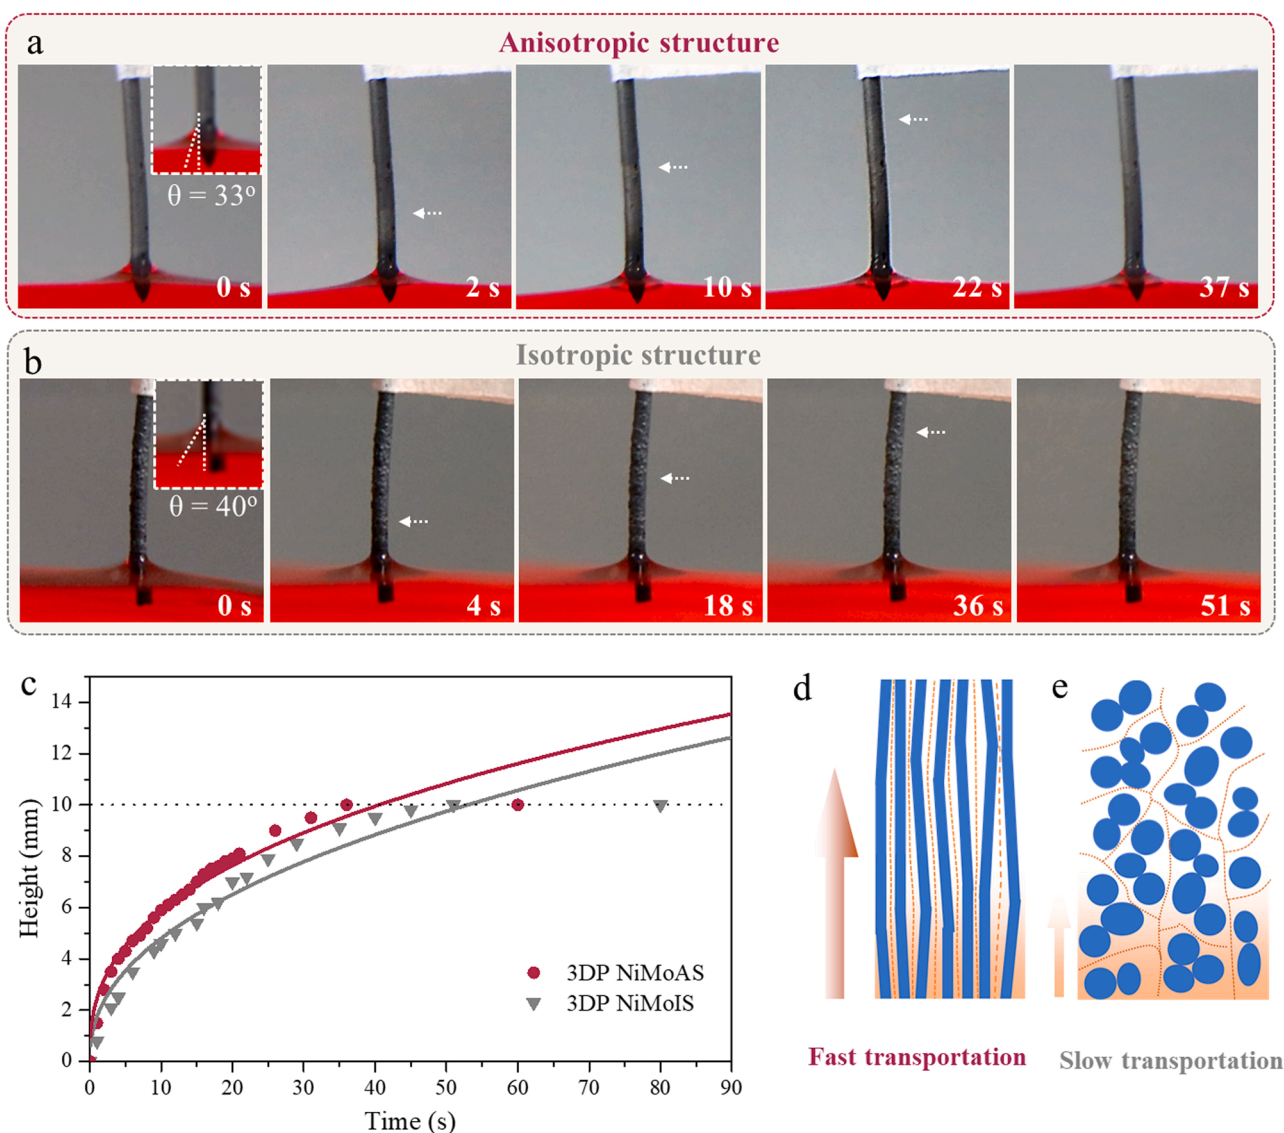 a
Anisotropic structure
θ = 33°
0 s
2 s
10 s
22 s
37 s
b
Isotropic structure
θ = 40°
0 s
4 s
18 s
36 s
51 s
c
14
12
10
8
6
4
2
0
Height (mm)
0 10 20 30 40 50 60 70 80 90
Time (s)
3DP NiMoAS
3DP NiMoIS
d
Fast transportation
e
Slow transportation